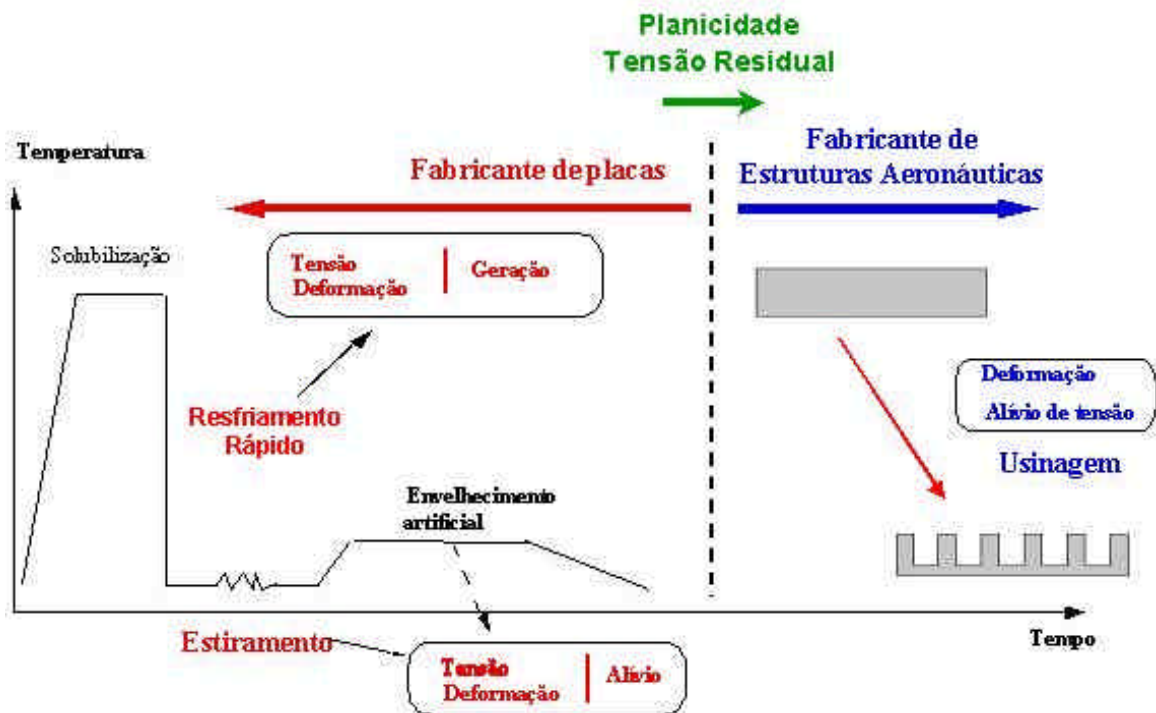 Planicidade
Tensão Residual
Temperatura
Fabricante de placas
Fabricante de
Estruturas Aeronáuticas
Solubilização
Tensão
Deformação
Geração
Resfriamento
Rápido
Deformação
Alívio de tensão
Usinagem
Envelhecimento
artificial
Tempo
Estiramento
Tensão
Deformação
Alívio